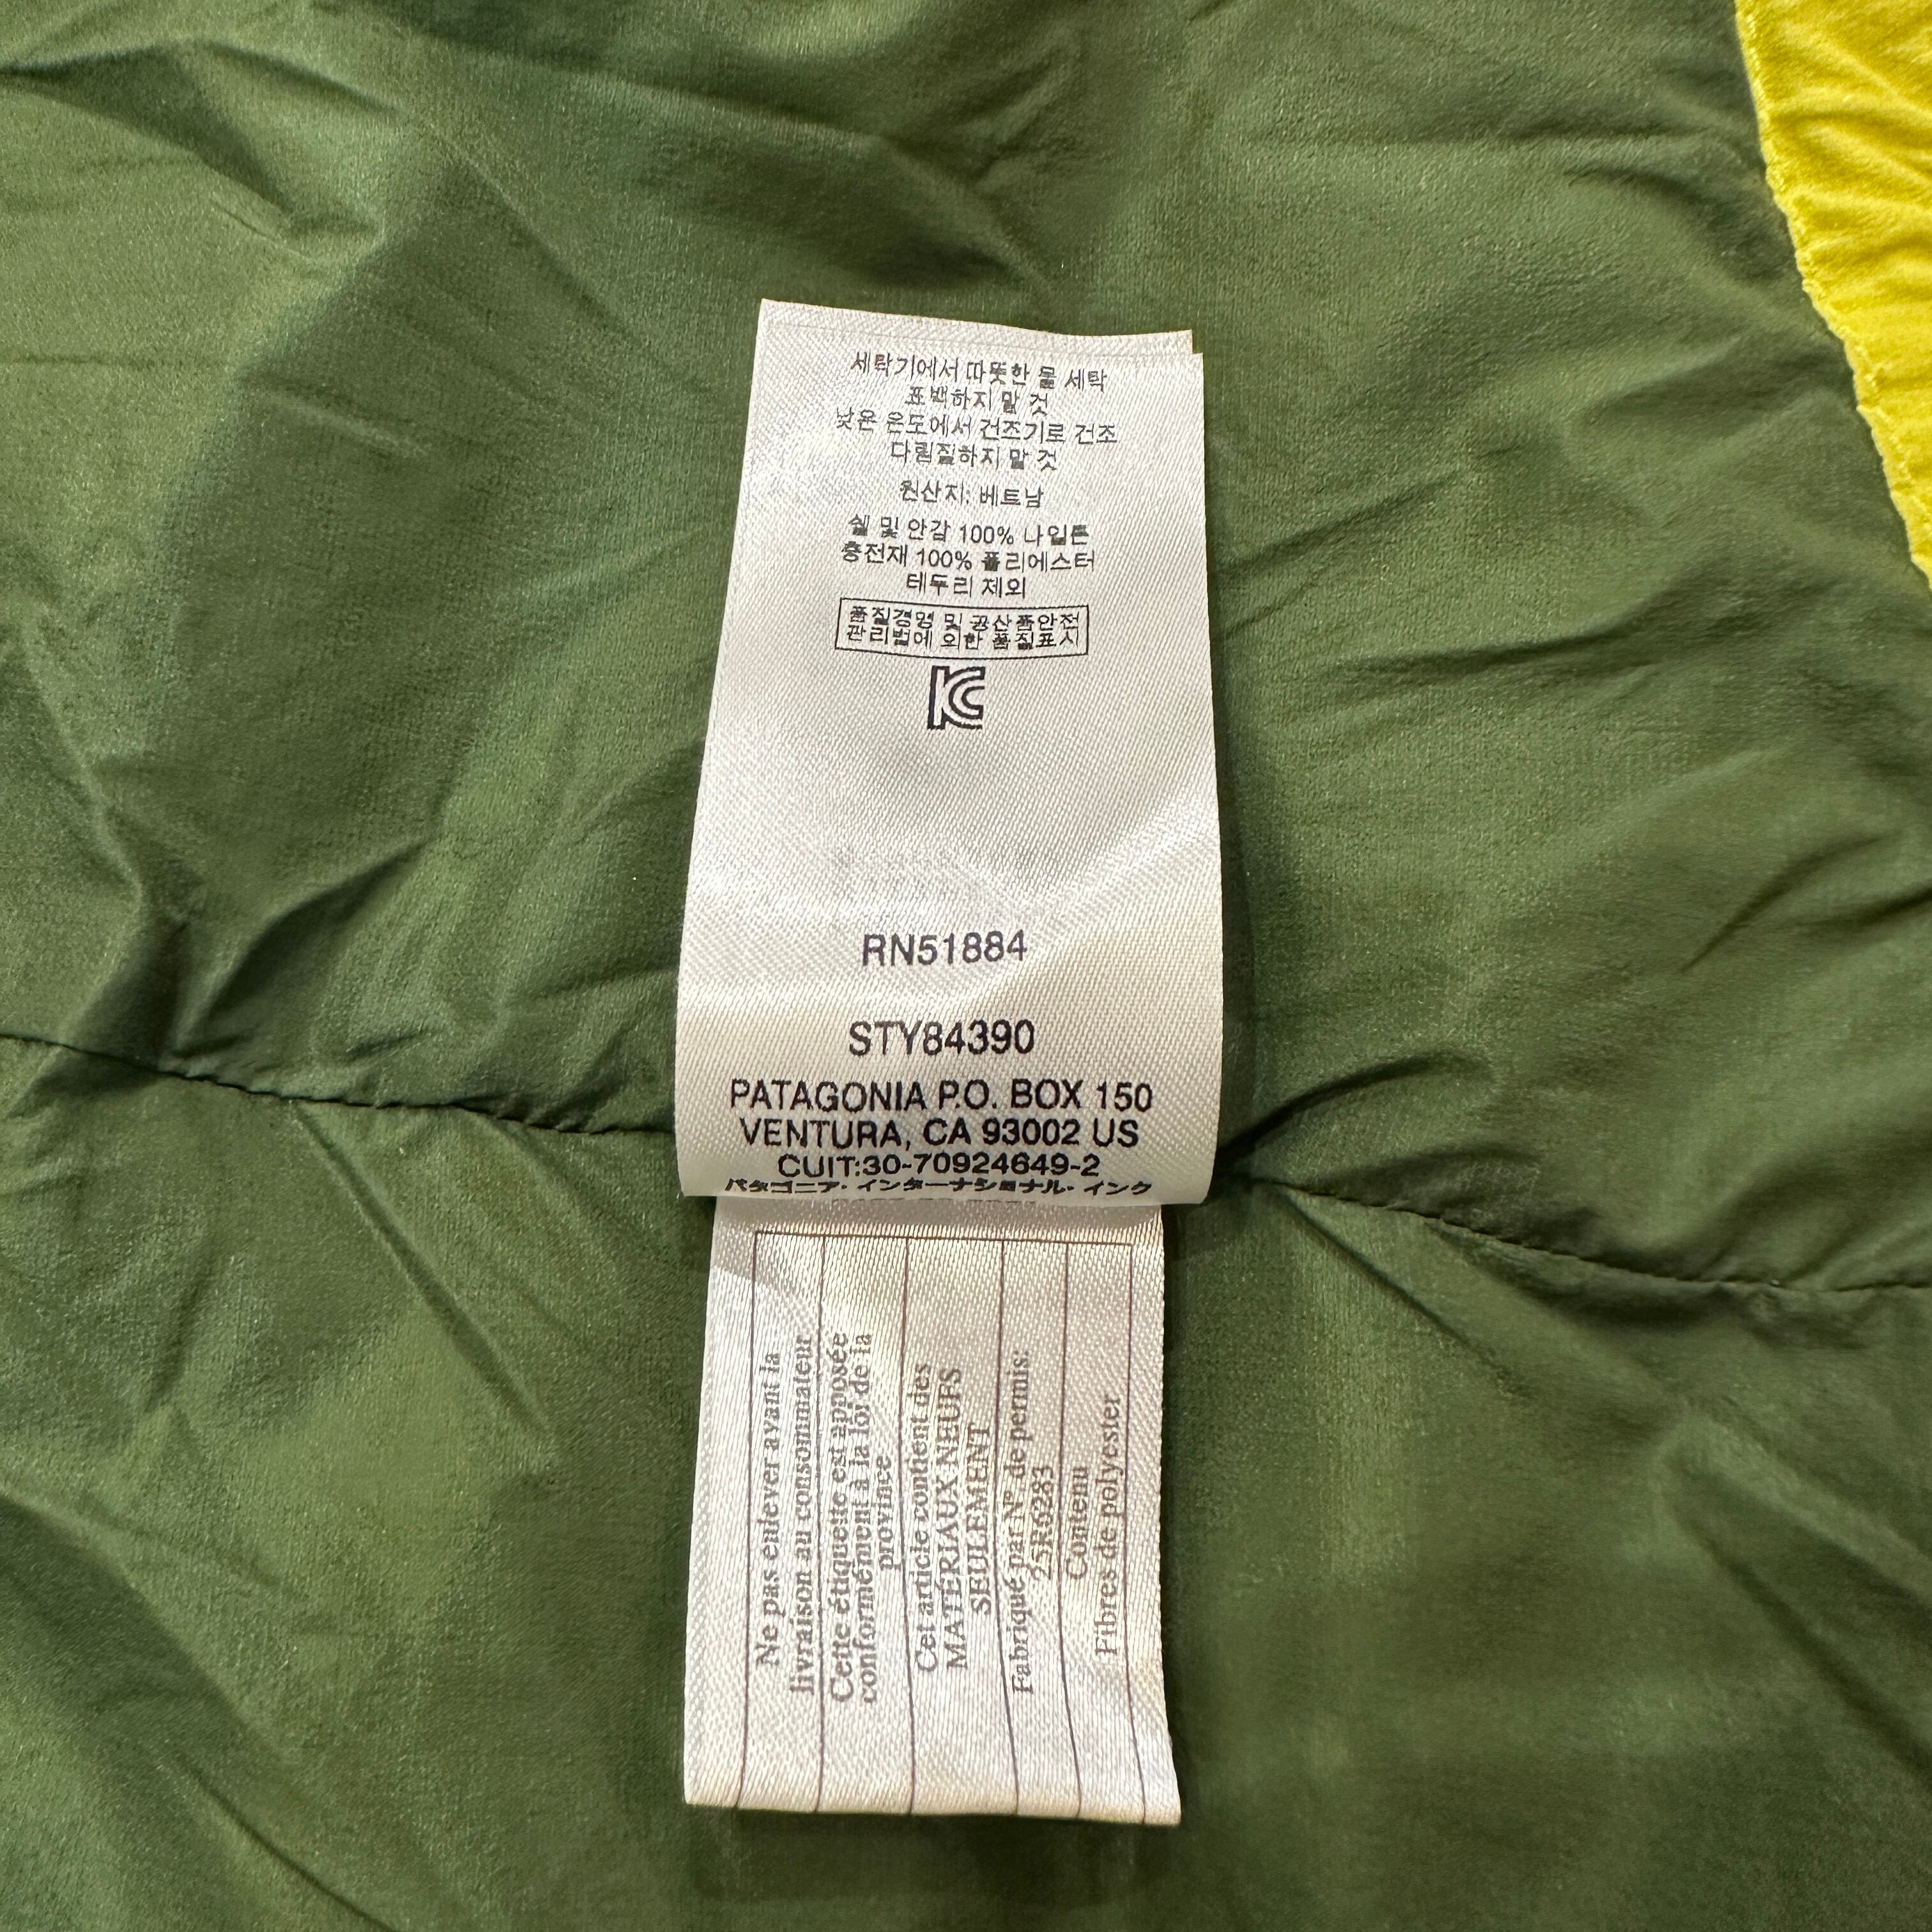 세탁기에서 따뜻한 물 세탁
표백하지 말 것
낮은 온도에서 건조기로 건조
다림질하지 말 것
원산지: 베트남
쉘 및 안감 100% 나일론
충전재 100% 폴리에스터
테두리 제외
품질경영 및 공산품안전
관리법에 의한 품질표시
KC
RN51884
STY84390
PATAGONIA P.O. BOX 150
VENTURA, CA 93002 US
CUIT:30-70924649-2
パタゴニア・インターナショナル・インク
Ne pas enlever avant la
livraison au consommateur
Cette étiquette est apposée
conformément à la loi de la
province
Cet article contient des
MATÉRIAUX NEUFS
SEULEMENT
Fabriqué par Nº de permis:
25R6283
Contenu
Fibres de polyester